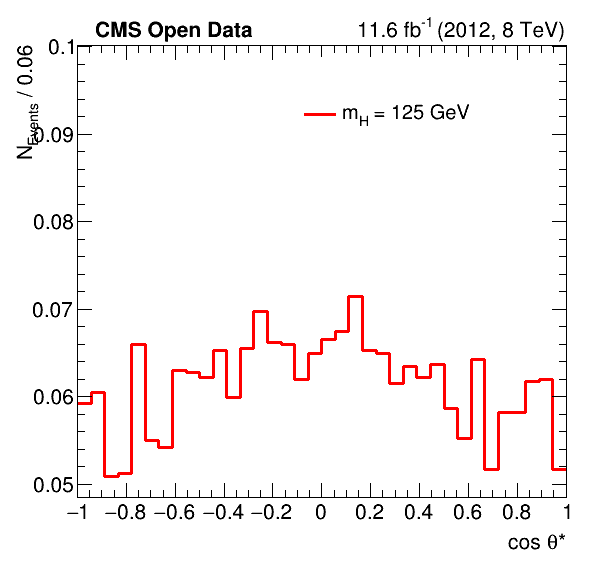 CMS Open Data 11.6 fb⁻¹ (2012, 8 TeV)
N_Events / 0.06
m_H = 125 GeV
0.1
0.09
0.08
0.07
0.06
0.05
−1 −0.8 −0.6 −0.4 −0.2 0 0.2 0.4 0.6 0.8 1
cos θ*